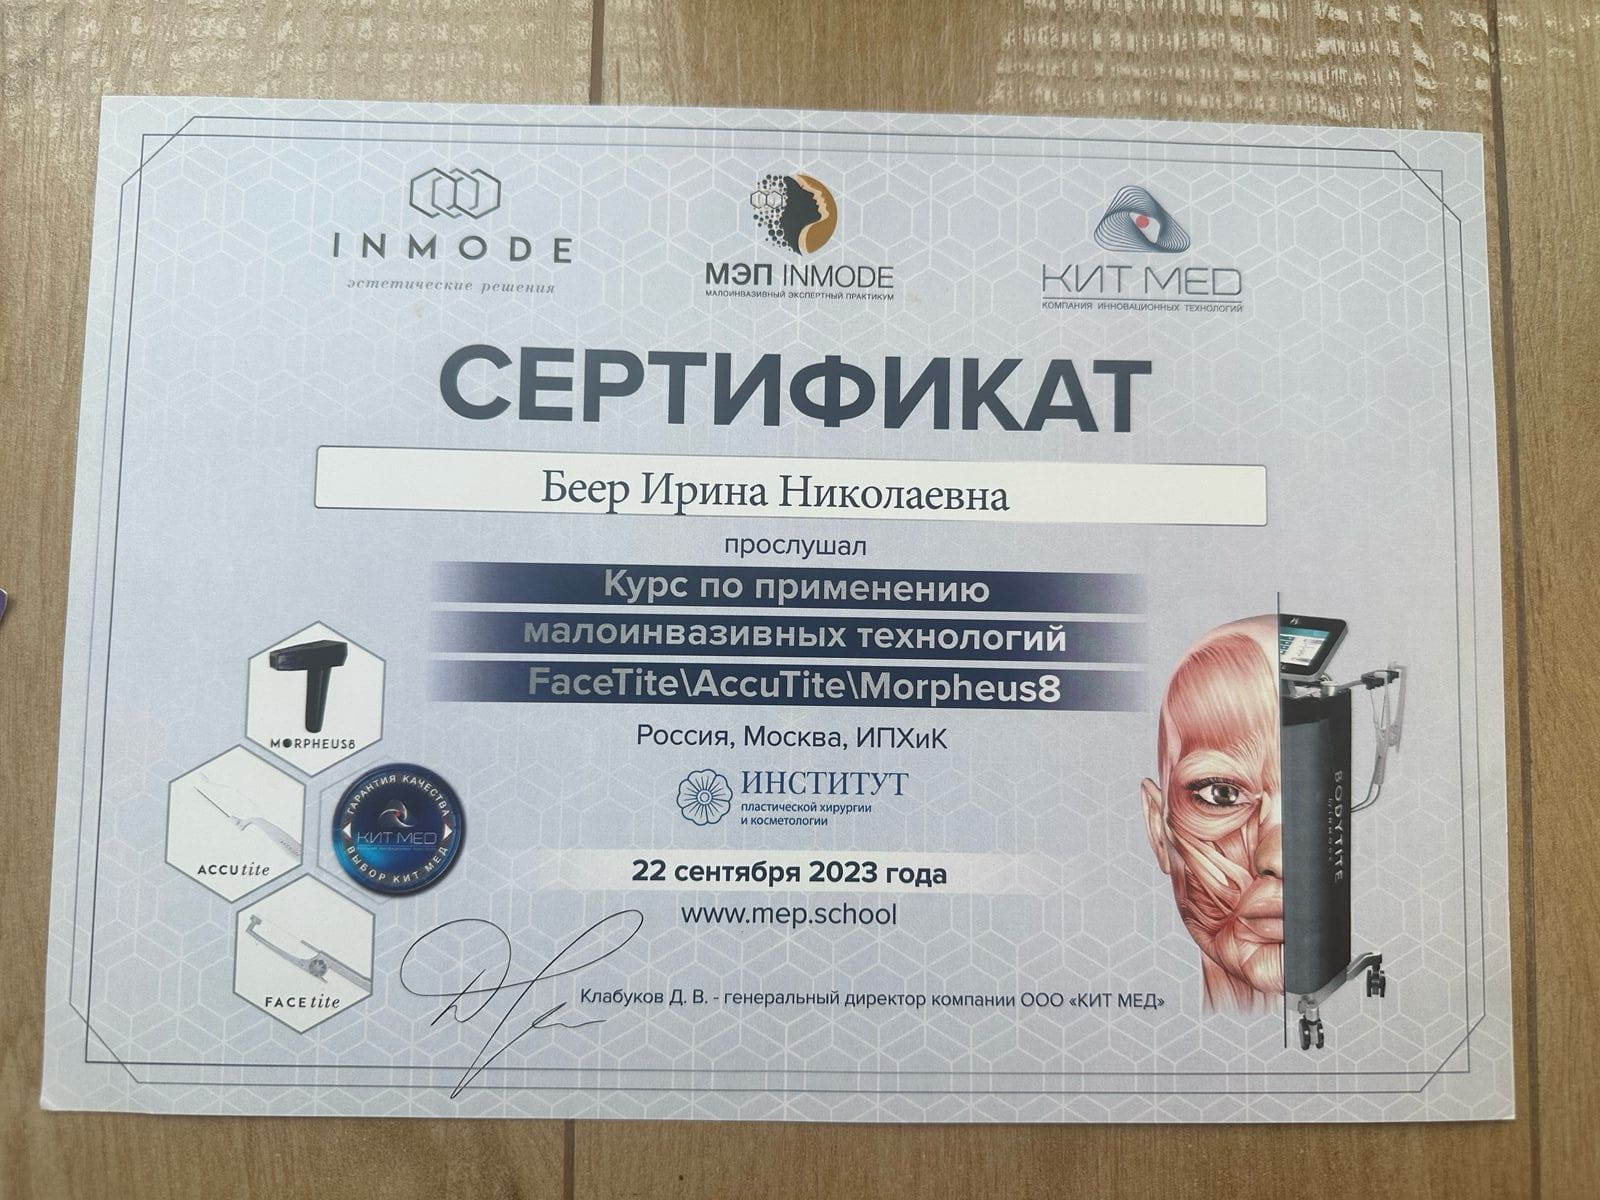 INMODE
эстетические решения
МЭП INMODE
МАЛОИНВАЗИВНЫЙ ЭКСПЕРТНЫЙ ПРАКТИКУМ
КИТ МЕД
КОМПАНИЯ ИННОВАЦИОННЫХ ТЕХНОЛОГИЙ
СЕРТИФИКАТ
Беер Ирина Николаевна
прослушал
Курс по применению
малоинвазивных технологий
FaceTite\AccuTite\Morpheus8
Россия, Москва, ИПХиК
ИНСТИТУТ
пластической хирургии
и косметологии
22 сентября 2023 года
www.mep.school
Клабуков Д. В. - генеральный директор компании ООО «КИТ МЕД»
MORPHEUS8
ACCUtite
FACEtite
ГАРАНТИЯ КАЧЕСТВА
КИТ МЕД
ВЫБОР КИТ МЕД
BODYTITE
by INMODE